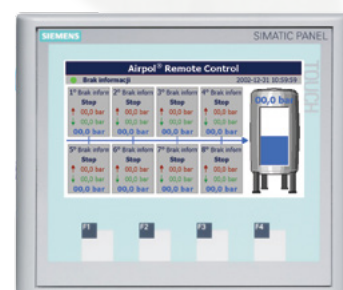 SIEMENS SIMATIC PANEL
TOUCH
Airpol® Remote Control
Brak informacji 2002-12-31 10:59:59
1° Brak inform 2° Brak inform 3° Brak inform 4° Brak inform
Stop Stop Stop Stop
00,0 bar 00,0 bar 00,0 bar 00,0 bar 00,0 bar
00,0 bar 00,0 bar 00,0 bar 00,0 bar
00,0 bar 00,0 bar 00,0 bar 00,0 bar
5° Brak inform 6° Brak inform 7° Brak inform 8° Brak inform
Stop Stop Stop Stop
00,0 bar 00,0 bar 00,0 bar 00,0 bar
00,0 bar 00,0 bar 00,0 bar 00,0 bar
00,0 bar 00,0 bar 00,0 bar 00,0 bar
F1 F2 F3 F4